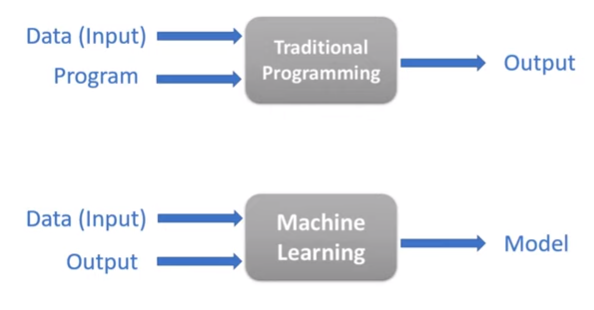 Data (Input)
Program
Traditional
Programming
Output
Data (Input)
Output
Machine
Learning
Model